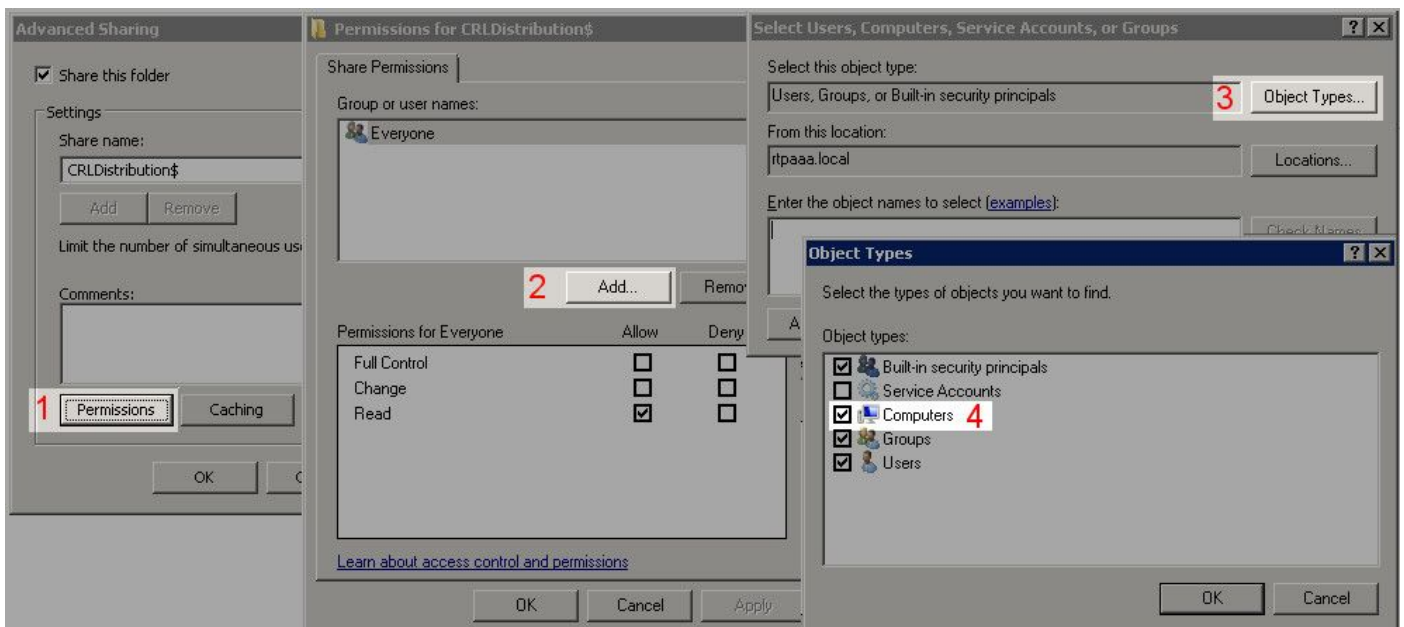 Advanced Sharing
Share this folder
Settings
Share name:
CRLDistribution$
Add Remove
Limit the number of simultaneous
Comments:
1 Permissions Caching
OK
Permissions for CRLDistribution$
Share Permissions
Group or user names:
Everyone
2 Add...
Permissions for Everyone Allow Deny
Full Control
Change
Read
Learn about access control and permissions
OK Cancel Apply
Select Users, Computers, Service Accounts, or Groups
Select this object type:
Users, Groups, or Built-in security principals 3 Object Types...
From this location:
rtpaaa.local Locations...
Enter the object names to select (examples):
Check Names
Object Types
Select the types of objects you want to find.
Object types:
Built-in security principals
Service Accounts
Computers 4
Groups
Users
OK Cancel